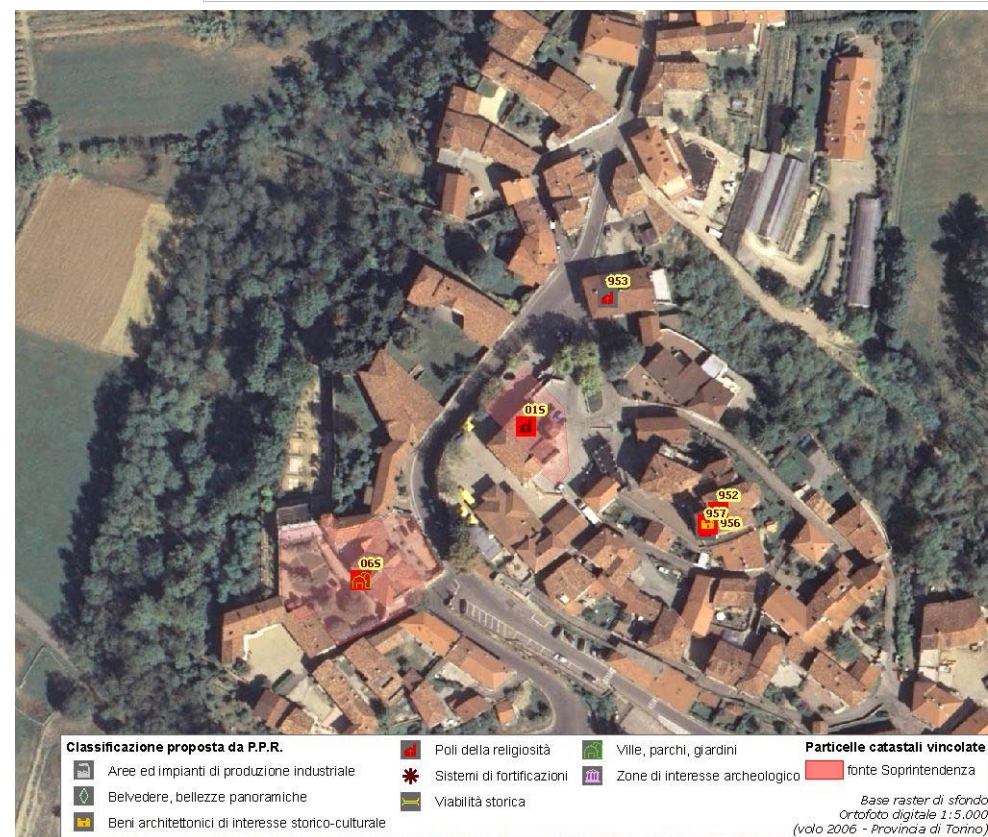 953
01S
952
957
956
06S
Classificazione proposta da P.P.R.
Aree ed impianti di produzione industriale
Belvedere, bellezze panoramiche
Beni architettonici di interesse storico-culturale
Poli della religiosità
Sistemi di fortificazioni
Viabilità storica
Ville, parchi, giardini
Zone di interesse archeologico
Particelle catastali vincolate
fonte Soprintendenza
Base raster di sfondo
Ortofoto digitale 1:5.000
(volo 2006 - Provincia di Torino)